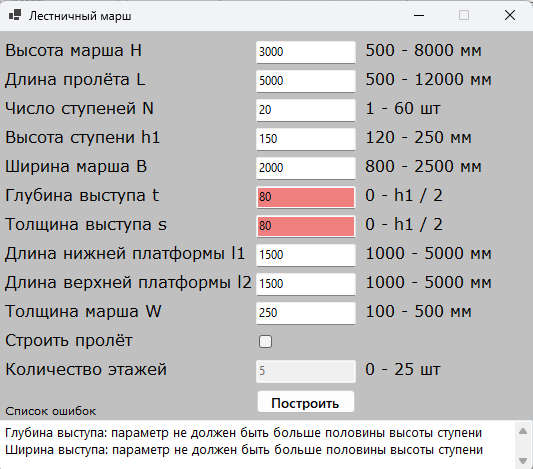 Лестничный марш
Высота марша H 3000 500 - 8000 мм
Длина пролёта L 5000 500 - 12000 мм
Число ступеней N 20 1 - 60 шт
Высота ступени h1 150 120 - 250 мм
Ширина марша B 2000 800 - 2500 мм
Глубина выступа t 80 0 - h1 / 2
Толщина выступа s 80 0 - h1 / 2
Длина нижней платформы l1 1500 1000 - 5000 мм
Длина верхней платформы l2 1500 1000 - 5000 мм
Толщина марша W 250 100 - 500 мм
Строить пролёт
Количество этажей 5 0 - 25 шт
Построить
Список ошибок
Глубина выступа: параметр не должен быть больше половины высоты ступени
Ширина выступа: параметр не должен быть больше половины высоты ступени